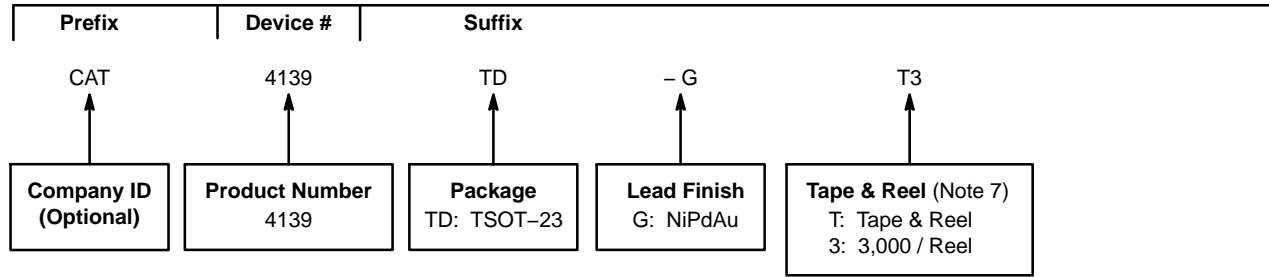 Prefix Device # Suffix
CAT 4139 TD – G T3
Company ID
(Optional)
Product Number
4139
Package
TD: TSOT−23
Lead Finish
G: NiPdAu
Tape & Reel (Note 7)
T: Tape & Reel
3: 3,000 / Reel